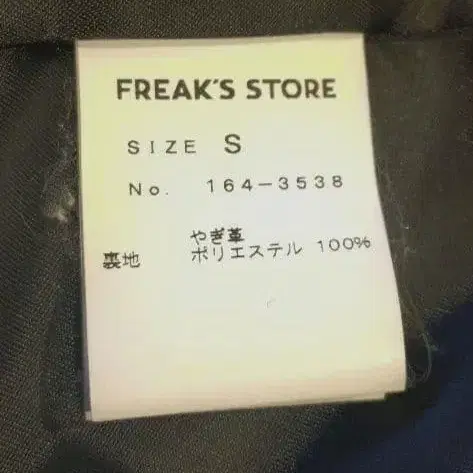 FREAK'S STORE
SIZE S
No. 164-3538
やぎ革
裏地 ポリエステル 100%